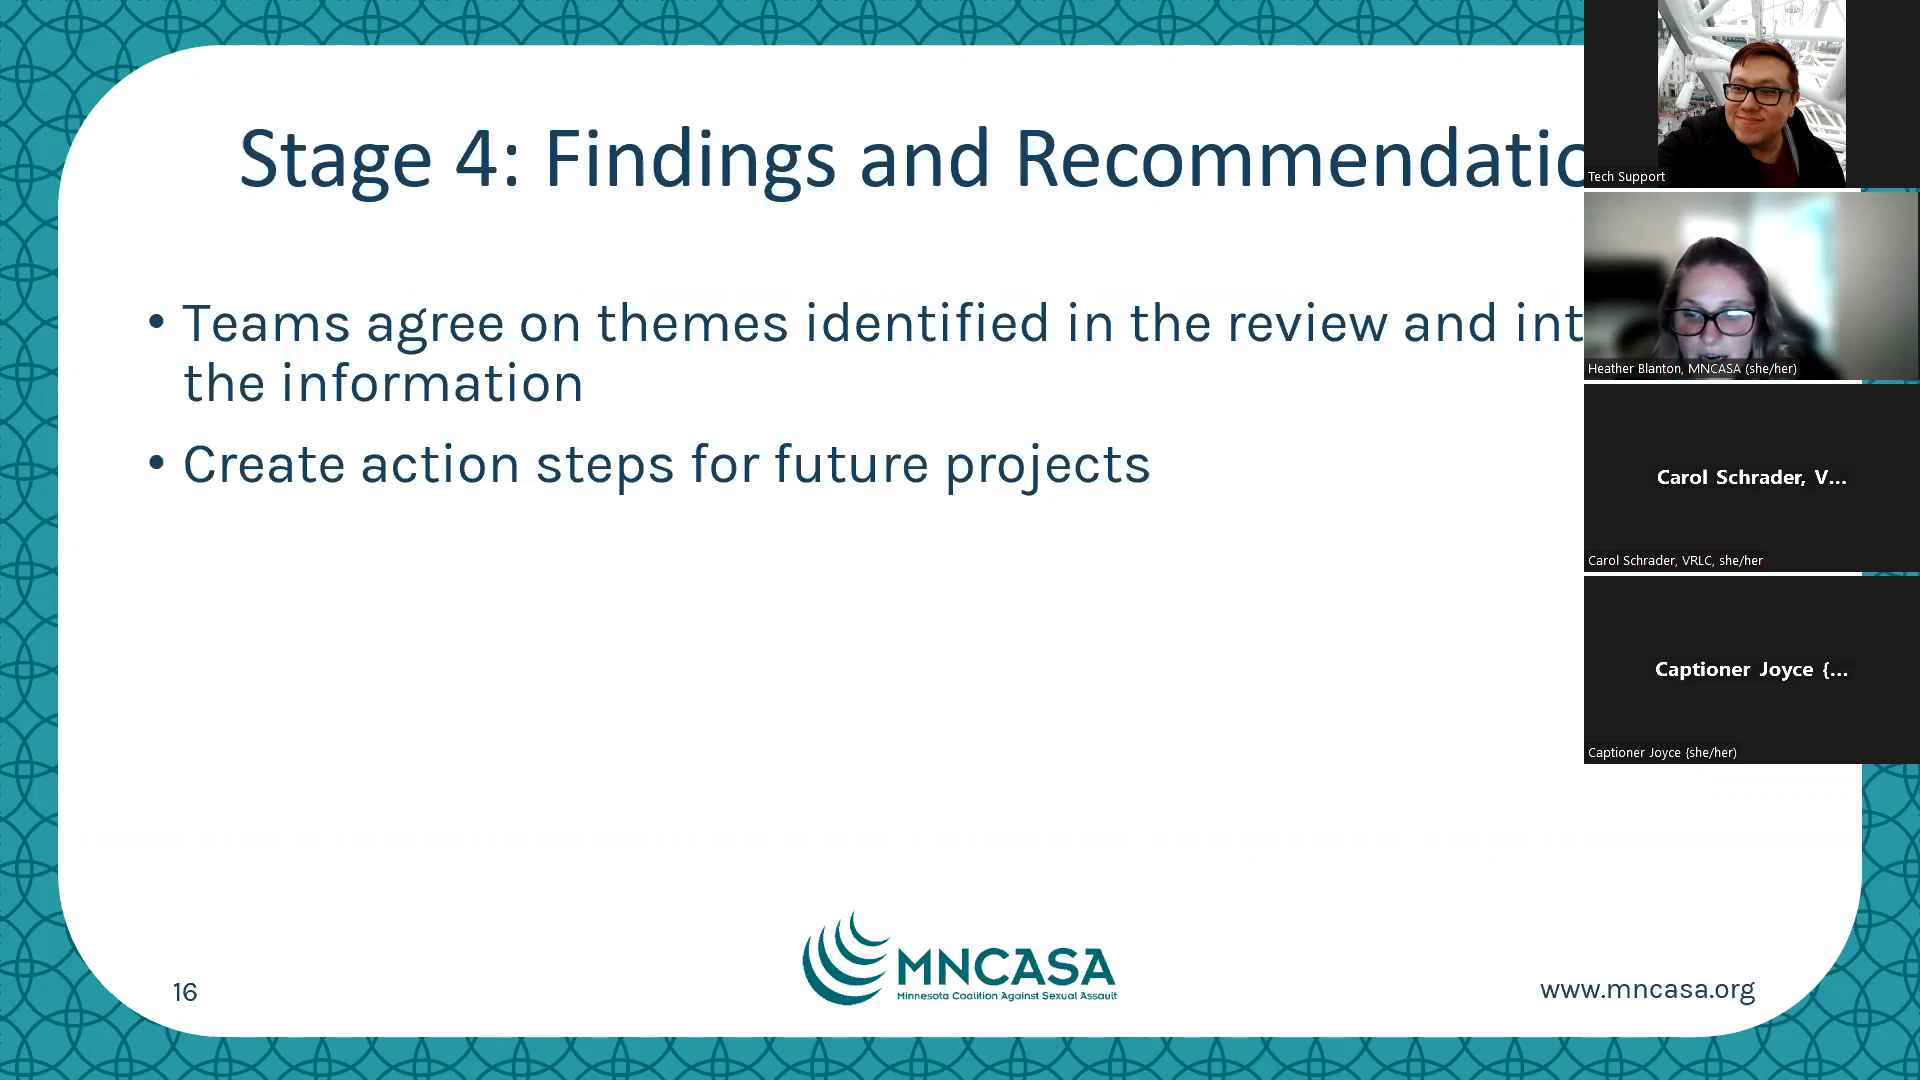 Stage 4: Findings and Recommendatio
• Teams agree on themes identified in the review and int
the information
• Create action steps for future projects
16
MNCASA
Minnesota Coalition Against Sexual Assault
www.mncasa.org
Tech Support
Heather Blanton, MNCASA (she/her)
Carol Schrader, V...
Carol Schrader, VRLC, she/her
Captioner Joyce {...
Captioner Joyce {she/her)